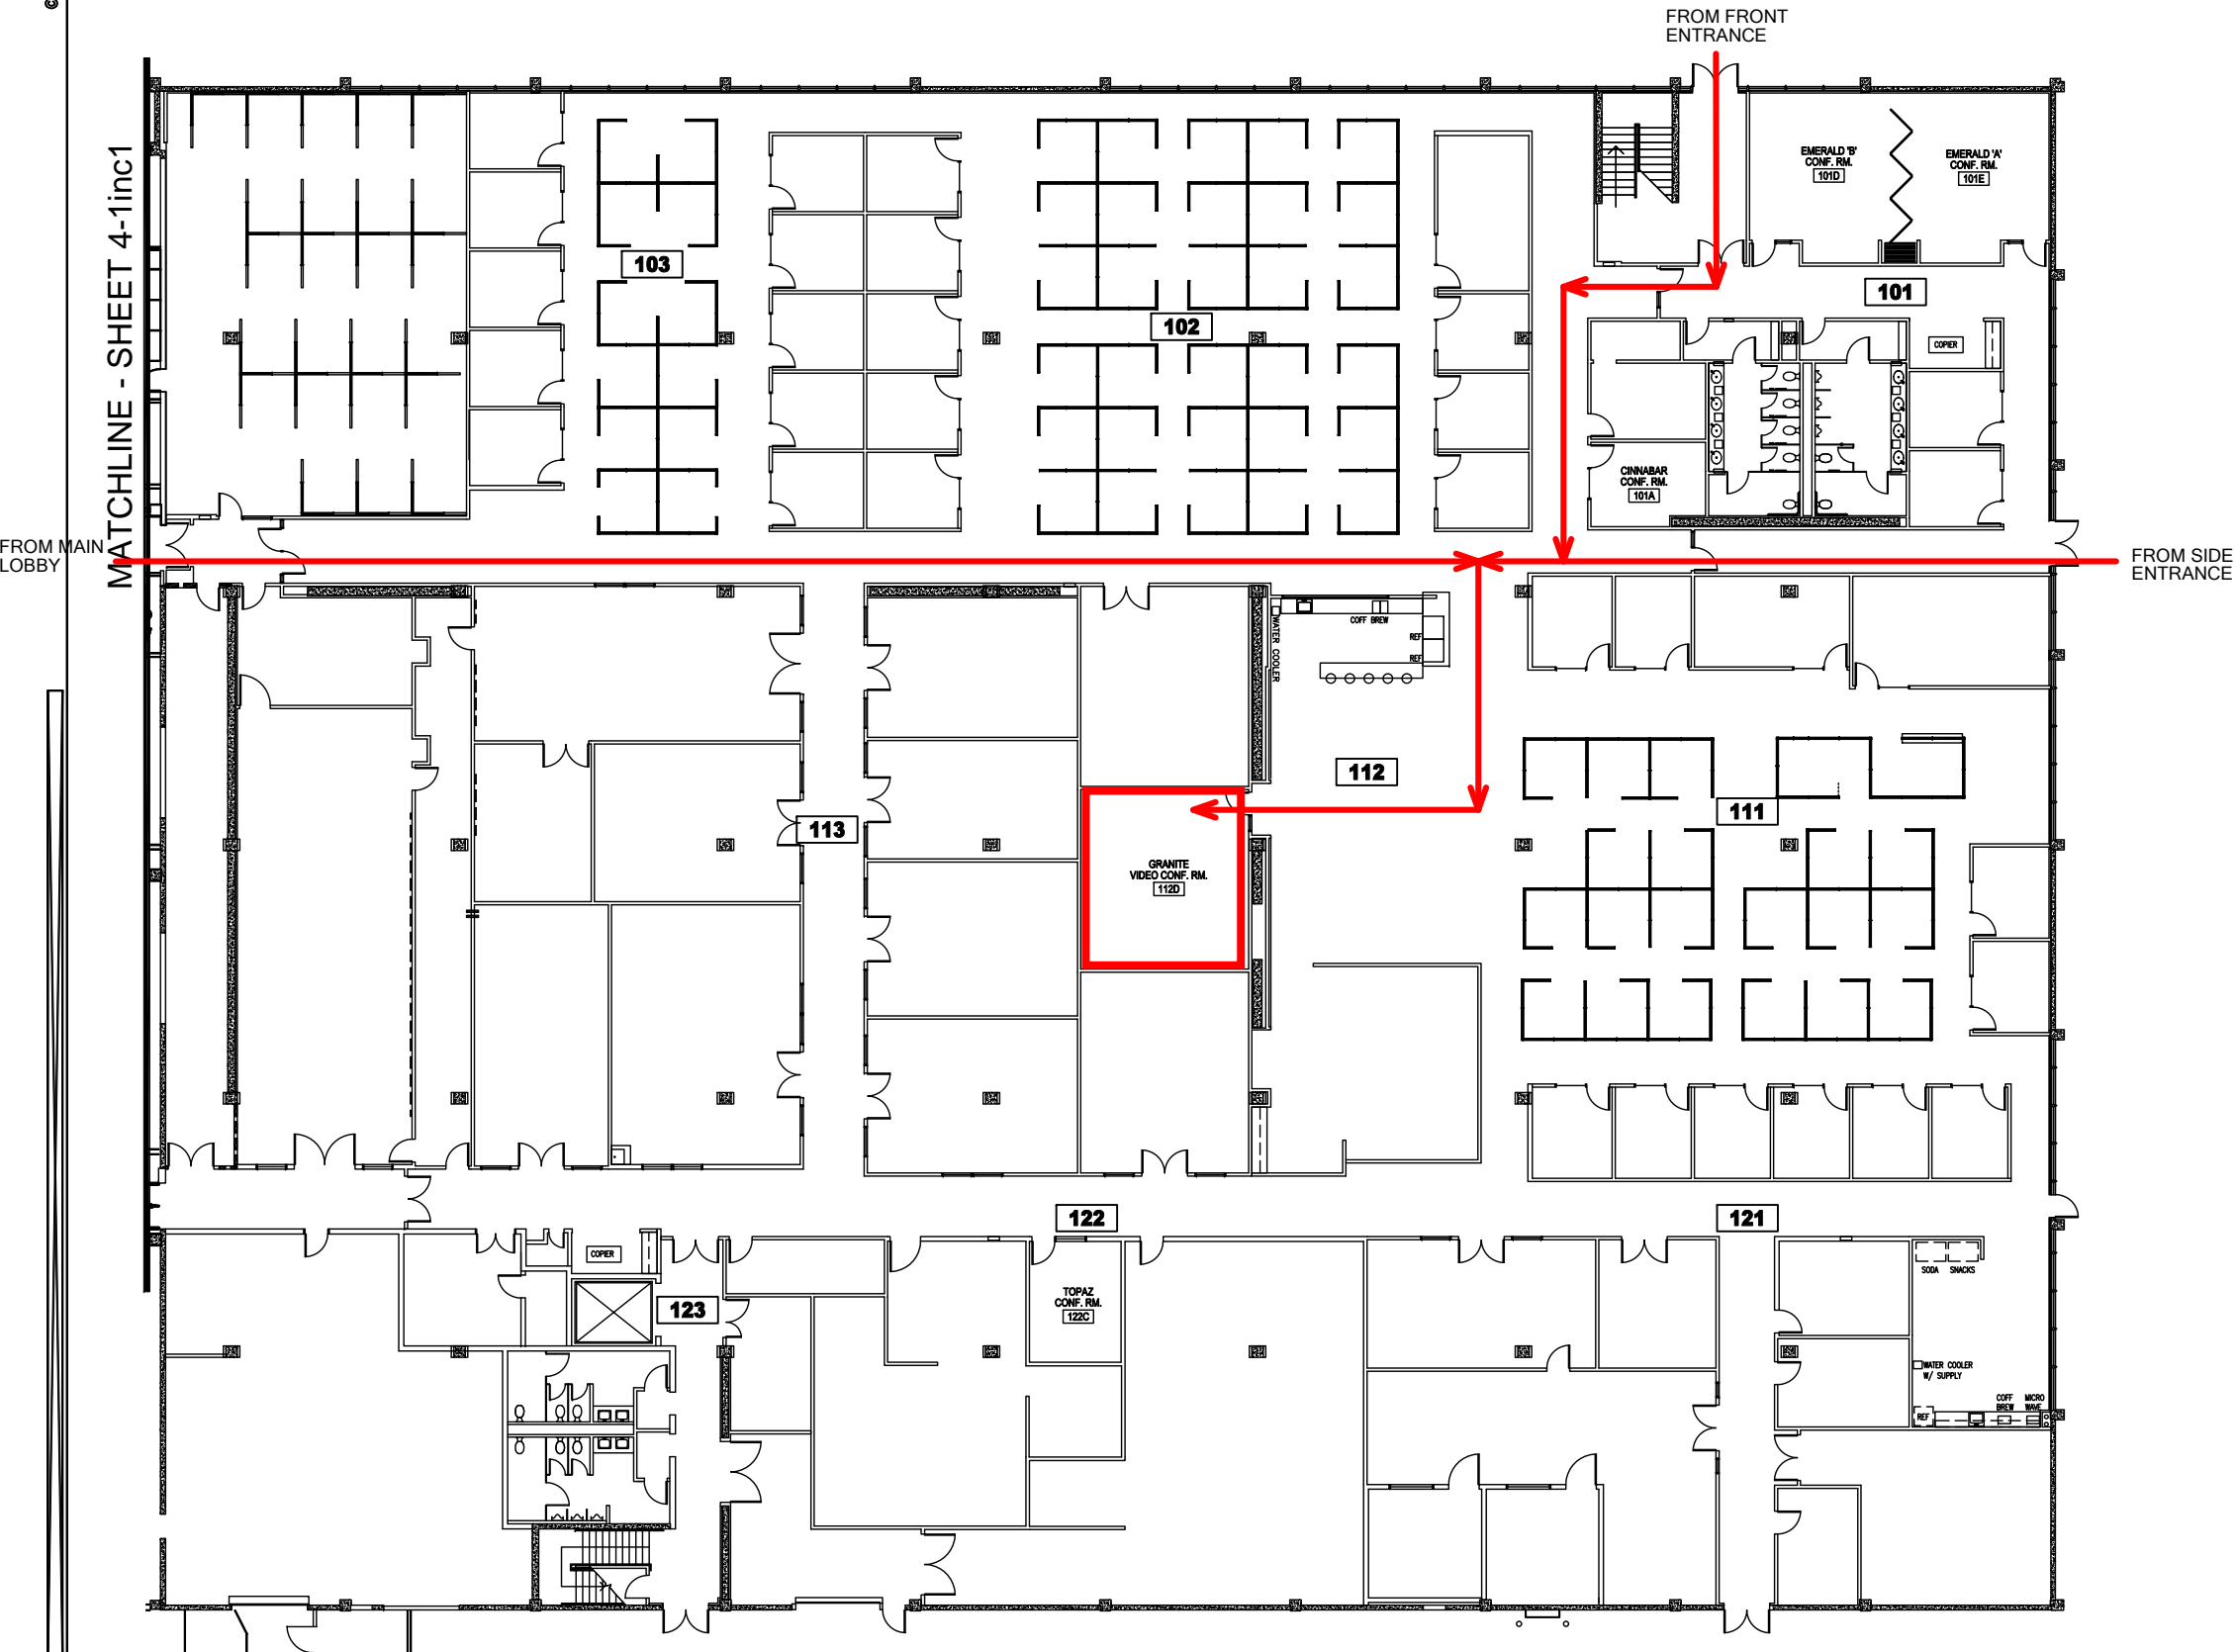 ©
FROM FRONT
ENTRANCE
MATCHLINE - SHEET 4-1inc1
EMERALD 'B'
CONF. RM.
101D
EMERALD 'A'
CONF. RM.
101E
103
101
102
COPIER
CINNABAR
CONF. RM.
101A
FROM MAIN
LOBBY
FROM SIDE
ENTRANCE
WATER COOLER
COFF BREW
REF
REF
112
111
113
GRANITE
VIDEO CONF. RM.
112D
122
121
COPIER
SODA SNACKS
123
TOPAZ
CONF. RM.
122C
WATER COOLER
W/ SUPPLY
COFF
BREW
MICRO
WAVE
REF